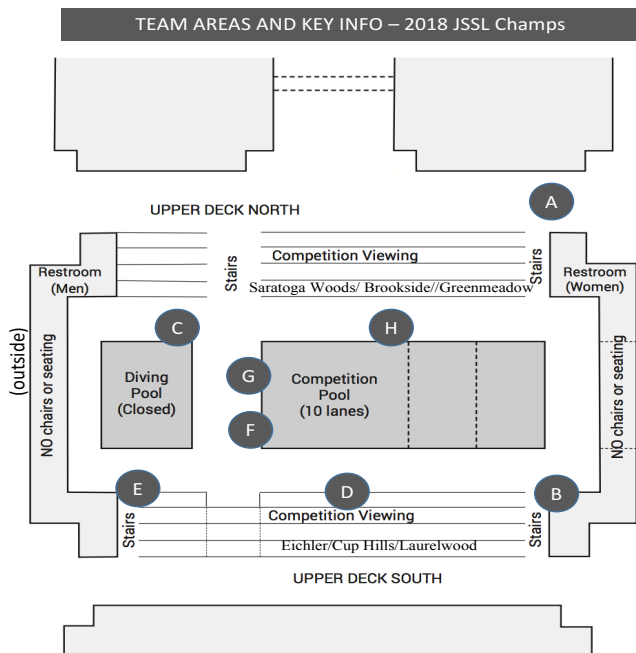 TEAM AREAS AND KEY INFO – 2018 JSSL Champs
A
UPPER DECK NORTH
Stairs
Competition Viewing
Stairs
Restroom
(Men)
Restroom
(Women)
Saratoga Woods/ Brookside//Greenmeadow
C
H
(outside)
NO chairs or seating
Diving
Pool
(Closed)
G
F
Competition
Pool
(10 lanes)
NO chairs or seating
E
D
B
Stairs
Competition Viewing
Stairs
Eichler/Cup Hills/Laurelwood
UPPER DECK SOUTH